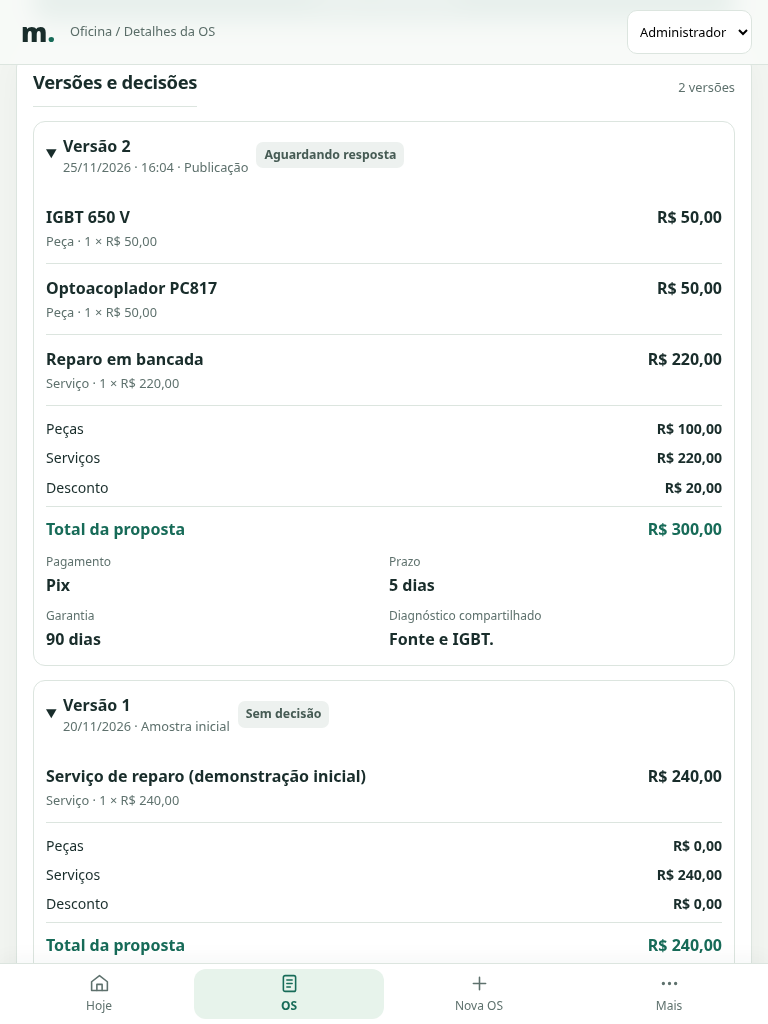 m.
Oficina / Detalhes da OS
Administrador
Versões e decisões
2 versões
Versão 2
25/11/2026 · 16:04 · Publicação
Aguardando resposta
IGBT 650 V
R$ 50,00
Peça · 1 × R$ 50,00
Optoacoplador PC817
R$ 50,00
Peça · 1 × R$ 50,00
Reparo em bancada
R$ 220,00
Serviço · 1 × R$ 220,00
Peças
R$ 100,00
Serviços
R$ 220,00
Desconto
R$ 20,00
Total da proposta
R$ 300,00
Pagamento
Pix
Prazo
5 dias
Garantia
90 dias
Diagnóstico compartilhado
Fonte e IGBT.
Versão 1
20/11/2026 · Amostra inicial
Sem decisão
Serviço de reparo (demonstração inicial)
R$ 240,00
Serviço · 1 × R$ 240,00
Peças
R$ 0,00
Serviços
R$ 240,00
Desconto
R$ 0,00
Total da proposta
R$ 240,00
Hoje
OS
Nova OS
Mais